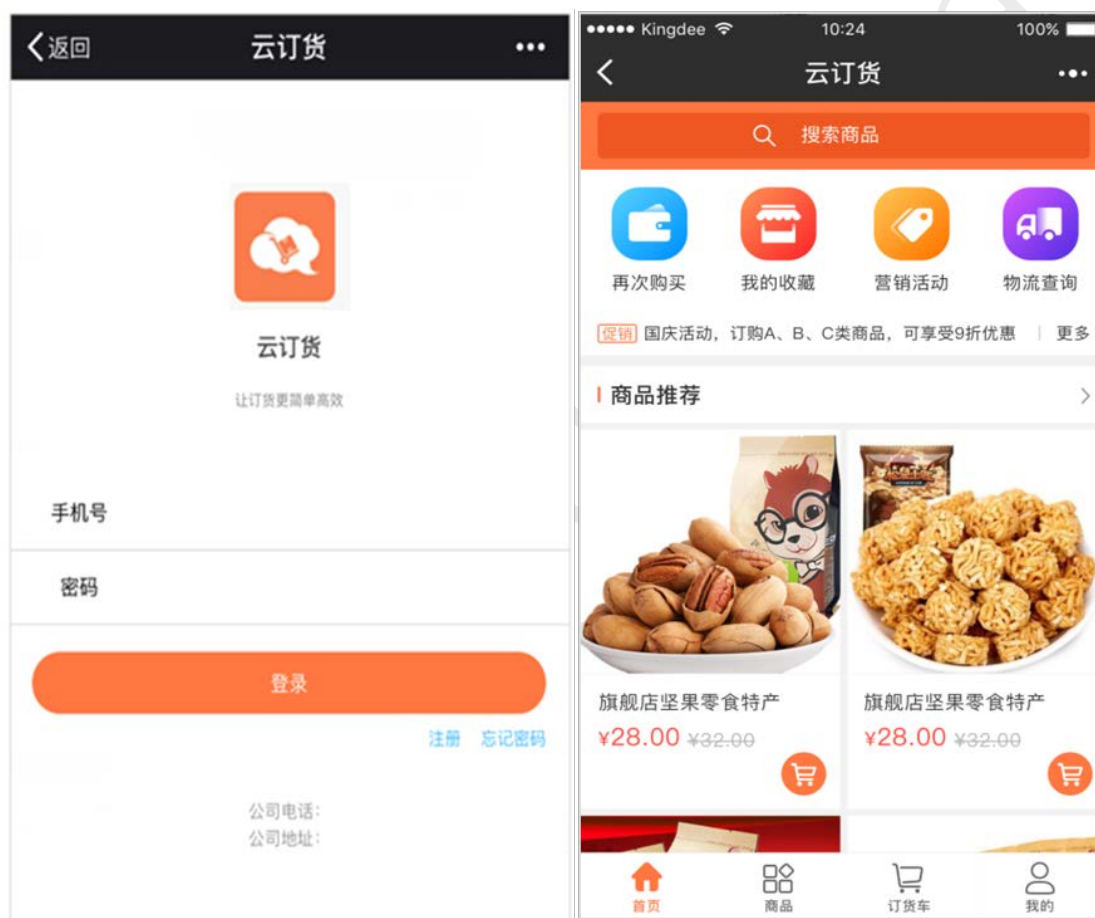 返回
云订货
云订货
让订货更简单高效
手机号
密码
登录
注册 忘记密码
公司电话：
公司地址：
Kingdee 10:24 100%
云订货
搜索商品
再次购买 我的收藏 营销活动 物流查询
促销 国庆活动，订购A、B、C类商品，可享受9折优惠 更多
商品推荐
旗舰店坚果零食特产 旗舰店坚果零食特产
¥28.00 ¥32.00 ¥28.00 ¥32.00
首页 商品 订货车 我的